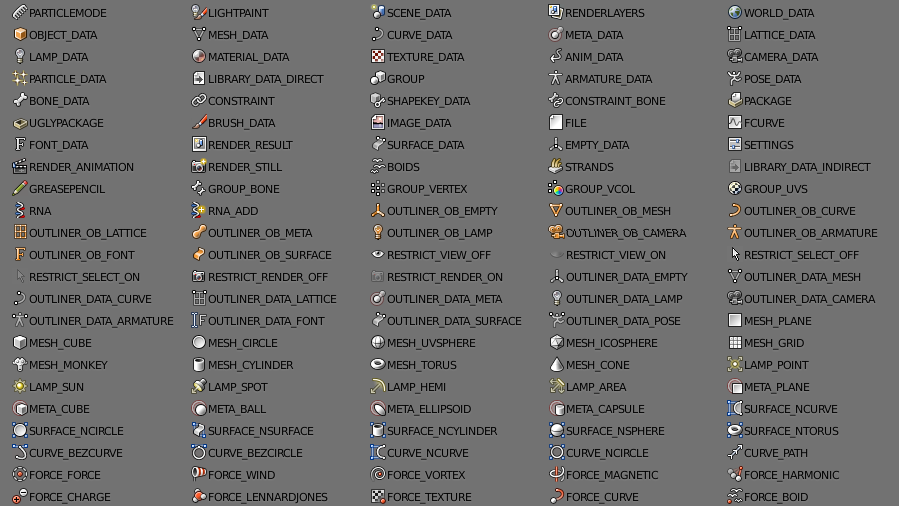 PARTICLEMODE LIGHTPAINT SCENE_DATA RENDERLAYERS WORLD_DATA
OBJECT_DATA MESH_DATA CURVE_DATA META_DATA LATTICE_DATA
LAMP_DATA MATERIAL_DATA TEXTURE_DATA ANIM_DATA CAMERA_DATA
PARTICLE_DATA LIBRARY_DATA_DIRECT GROUP ARMATURE_DATA POSE_DATA
BONE_DATA CONSTRAINT SHAPEKEY_DATA CONSTRAINT_BONE PACKAGE
UGLYPACKAGE BRUSH_DATA IMAGE_DATA FILE FCURVE
FONT_DATA RENDER_RESULT SURFACE_DATA EMPTY_DATA SETTINGS
RENDER_ANIMATION RENDER_STILL BOIDS STRANDS LIBRARY_DATA_INDIRECT
GREASEPENCIL GROUP_BONE GROUP_VERTEX GROUP_VCOL GROUP_UVS
RNA RNA_ADD OUTLINER_OB_EMPTY OUTLINER_OB_MESH OUTLINER_OB_CURVE
OUTLINER_OB_LATTICE OUTLINER_OB_META OUTLINER_OB_LAMP OUTLINER_OB_CAMERA OUTLINER_OB_ARMATURE
OUTLINER_OB_FONT OUTLINER_OB_SURFACE RESTRICT_VIEW_OFF RESTRICT_VIEW_ON RESTRICT_SELECT_OFF
RESTRICT_SELECT_ON RESTRICT_RENDER_OFF RESTRICT_RENDER_ON OUTLINER_DATA_EMPTY OUTLINER_DATA_MESH
OUTLINER_DATA_CURVE OUTLINER_DATA_LATTICE OUTLINER_DATA_META OUTLINER_DATA_LAMP OUTLINER_DATA_CAMERA
OUTLINER_DATA_ARMATURE OUTLINER_DATA_FONT OUTLINER_DATA_SURFACE OUTLINER_DATA_POSE MESH_PLANE
MESH_CUBE MESH_CIRCLE MESH_UVSPHERE MESH_ICOSPHERE MESH_GRID
MESH_MONKEY MESH_CYLINDER MESH_TORUS MESH_CONE LAMP_POINT
LAMP_SUN LAMP_SPOT LAMP_HEMI LAMP_AREA META_PLANE
META_CUBE META_BALL META_ELLIPSOID META_CAPSULE SURFACE_NCURVE
SURFACE_NCIRCLE SURFACE_NSURFACE SURFACE_NCYLINDER SURFACE_NSPHERE SURFACE_NTORUS
CURVE_BEZCURVE CURVE_BEZCIRCLE CURVE_NCURVE CURVE_NCIRCLE CURVE_PATH
FORCE_FORCE FORCE_WIND FORCE_VORTEX FORCE_MAGNETIC FORCE_HARMONIC
FORCE_CHARGE FORCE_LENNARDJONES FORCE_TEXTURE FORCE_CURVE FORCE_BOID